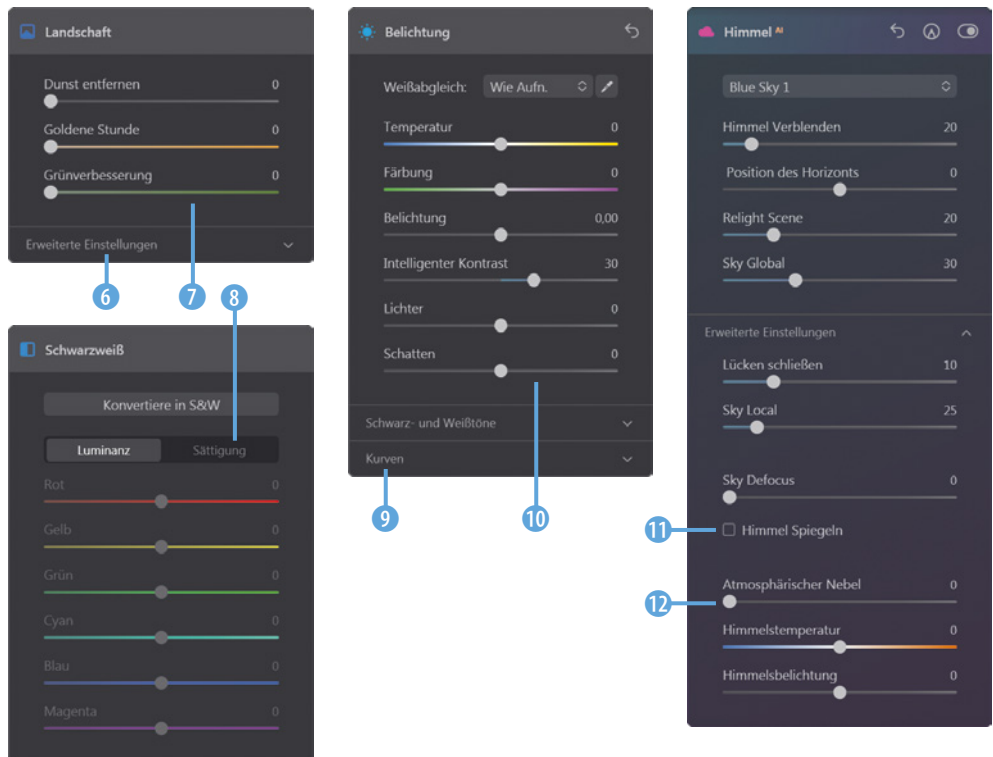 Landschaft
Dunst entfernen 0
Goldene Stunde 0
Grünverbesserung 0
Erweiterte Einstellungen
6 7 8
Schwarzweiß
Konvertiere in S&W
Luminanz Sättigung
Rot 0
Gelb 0
Grün 0
Cyan 0
Blau 0
Magenta 0
Belichtung
Weißabgleich: Wie Aufn.
Temperatur 0
Färbung 0
Belichtung 0,00
Intelligenter Kontrast 30
Lichter 0
Schatten 0
Schwarz- und Weißtöne
Kurven
9 10
Himmel AI
Blue Sky 1
Himmel Verblenden 20
Position des Horizonts 0
Relight Scene 20
Sky Global 30
Erweiterte Einstellungen
Lücken schließen 10
Sky Local 25
Sky Defocus 0
11 Himmel Spiegeln
Atmosphärischer Nebel 0
12
Himmelstemperatur 0
Himmelsbelichtung 0